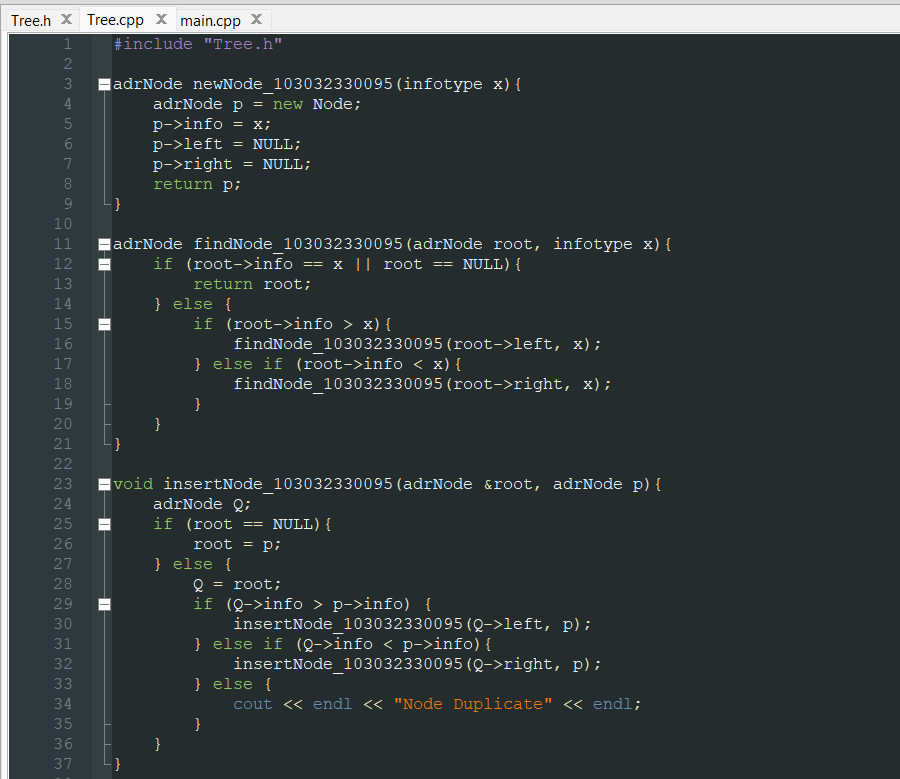 Tree.h Tree.cpp main.cpp
1 #include "Tree.h"
2
3 adrNode newNode_103032330095(infotype x){
4     adrNode p = new Node;
5     p->info = x;
6     p->left = NULL;
7     p->right = NULL;
8     return p;
9 }
10
11 adrNode findNode_103032330095(adrNode root, infotype x){
12     if (root->info == x || root == NULL){
13         return root;
14     } else {
15         if (root->info > x){
16             findNode_103032330095(root->left, x);
17         } else if (root->info < x){
18             findNode_103032330095(root->right, x);
19         }
20     }
21 }
22
23 void insertNode_103032330095(adrNode &root, adrNode p){
24     adrNode Q;
25     if (root == NULL){
26         root = p;
27     } else {
28         Q = root;
29         if (Q->info > p->info) {
30             insertNode_103032330095(Q->left, p);
31         } else if (Q->info < p->info){
32             insertNode_103032330095(Q->right, p);
33         } else {
34             cout << endl << "Node Duplicate" << endl;
35         }
36     }
37 }